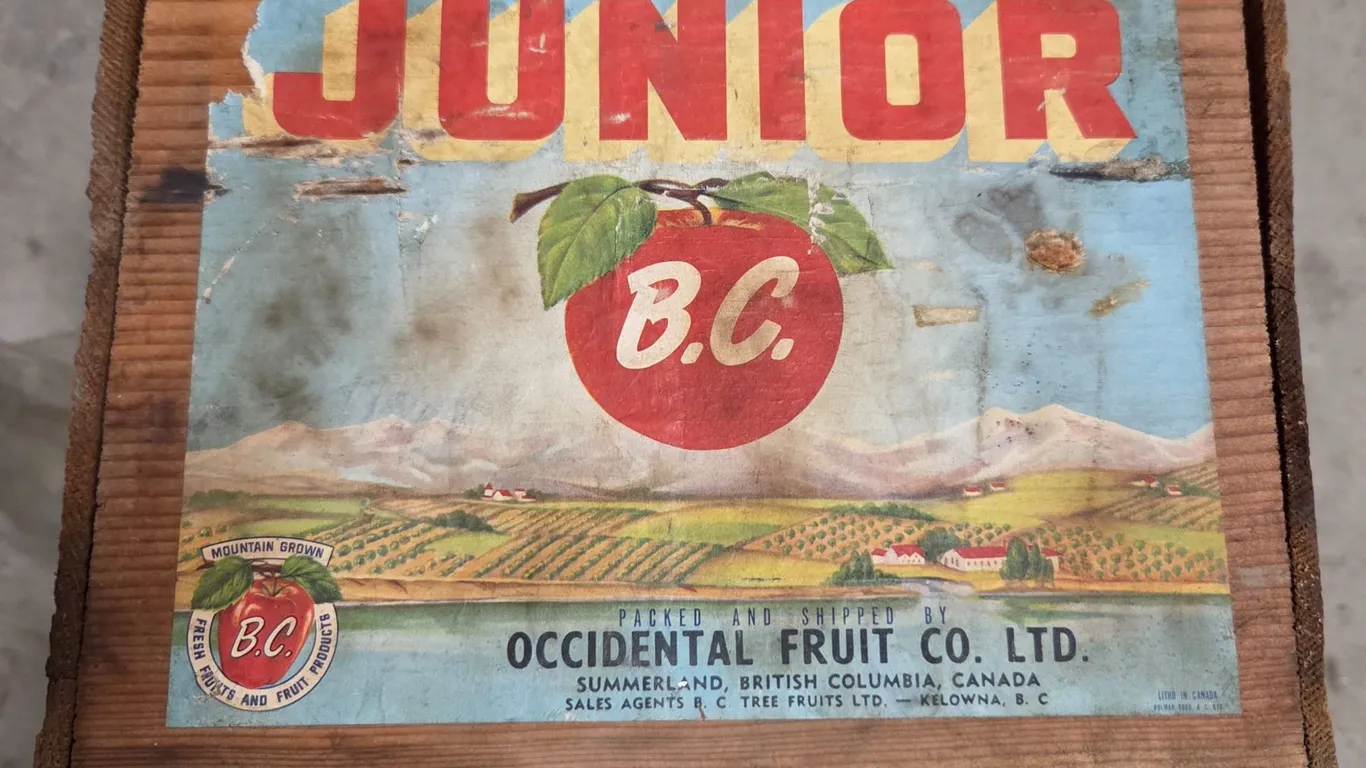 JUNIOR
B.C.
MOUNTAIN GROWN
B.C.
FRESH FRUITS AND FRUIT PRODUCTS
PACKED AND SHIPPED BY
OCCIDENTAL FRUIT CO. LTD.
SUMMERLAND, BRITISH COLUMBIA, CANADA
SALES AGENTS B. C. TREE FRUITS LTD. — KELOWNA, B. C
LITHO IN CANADA